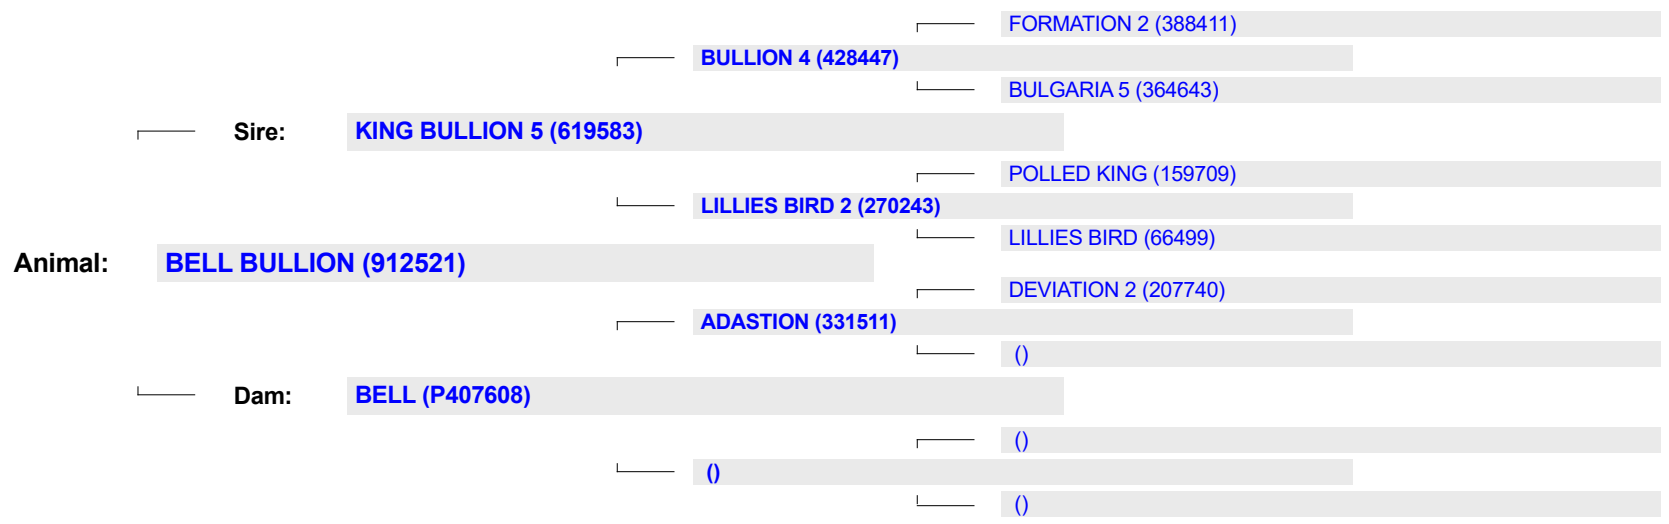 FORMATION 2 (388411)
BULLION 4 (428447)
BULGARIA 5 (364643)
Sire: KING BULLION 5 (619583)
POLLED KING (159709)
LILLIES BIRD 2 (270243)
LILLIES BIRD (66499)
Animal: BELL BULLION (912521)
DEVIATION 2 (207740)
ADASTION (331511)
()
Dam: BELL (P407608)
()
()
()